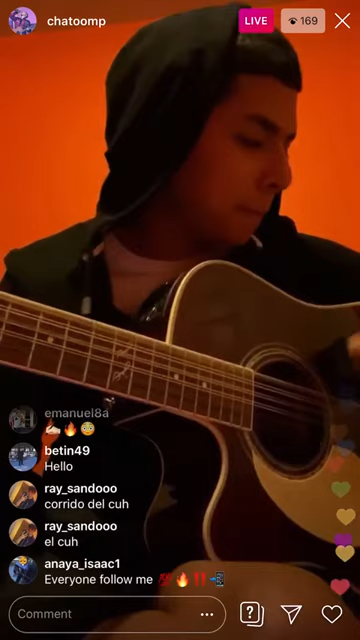 chatoomp
LIVE
169
emanuel8a
✍🏻🔥😳
betin49
Hello
ray_sandooo
corrido del cuh
ray_sandooo
el cuh
anaya_isaac1
Everyone follow me 💯🔥‼️📲
Comment